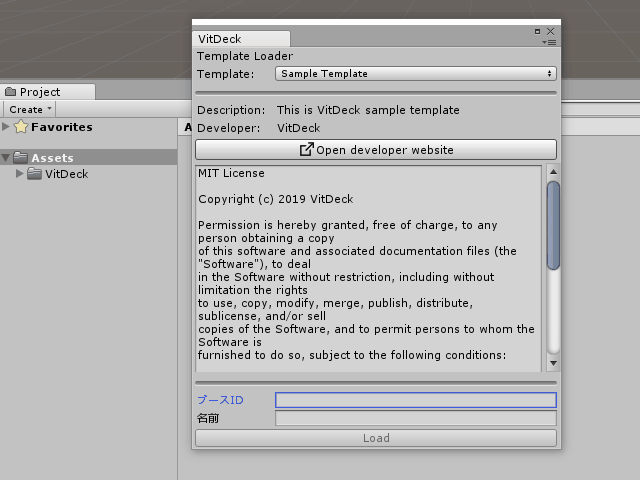 VitDeck
Template Loader
Template: Sample Template
Project
Create
Favorites
Assets
VitDeck
A
Description: This is VitDeck sample template
Developer: VitDeck
Open developer website
MIT License
Copyright (c) 2019 VitDeck
Permission is hereby granted, free of charge, to any
person obtaining a copy
of this software and associated documentation files (the
"Software"), to deal
in the Software without restriction, including without
limitation the rights
to use, copy, modify, merge, publish, distribute,
sublicense, and/or sell
copies of the Software, and to permit persons to whom the
Software is
furnished to do so, subject to the following conditions:
ブースID
名前
Load